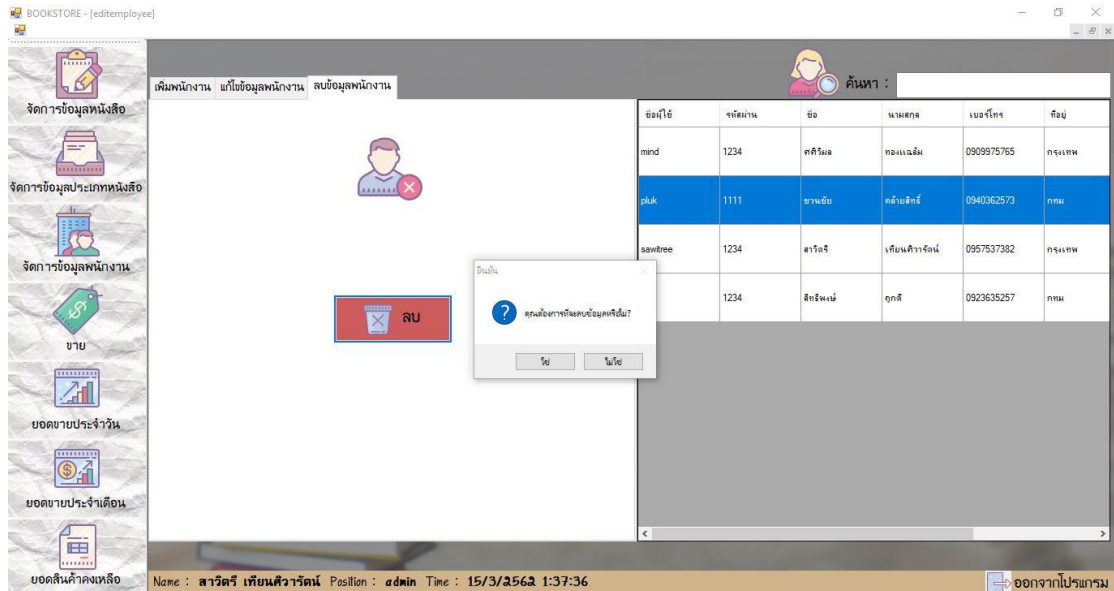 BOOKSTORE - [editemployee]
จัดการข้อมูลหนังสือ
จัดการข้อมูลประเภทหนังสือ
จัดการข้อมูลพนักงาน
ขาย
ยอดขายประจำวัน
ยอดขายประจำเดือน
ยอดสินค้าคงเหลือ
เพิ่มพนักงาน แก้ไขข้อมูลพนักงาน ลบข้อมูลพนักงาน
ค้นหา :
ชื่อผู้ใช้ รหัสผ่าน ชื่อ นามสกุล เบอร์โทร ที่อยู่
mind 1234 ศศิวิมล ทองแฉล้ม 0909975765 กรุงเทพ
pluk 1111 ชวนชัย คล้ายสิทธิ์ 0940362573 กทม
sawitree 1234 สาวิตรี เทียนศิวารัตน์ 0957537382 กรุงเทพ
1234 สิทธิพงษ์ 0923635257 กทม
ลบ
ยืนยัน
คุณต้องการที่จะลบข้อมูลหรือไม่?
ใช่ ไม่ใช่
Name : สาวิตรี เทียนศิวารัตน์ Position : admin Time : 15/3/2562 1:37:36
ออกจากโปรแกรม